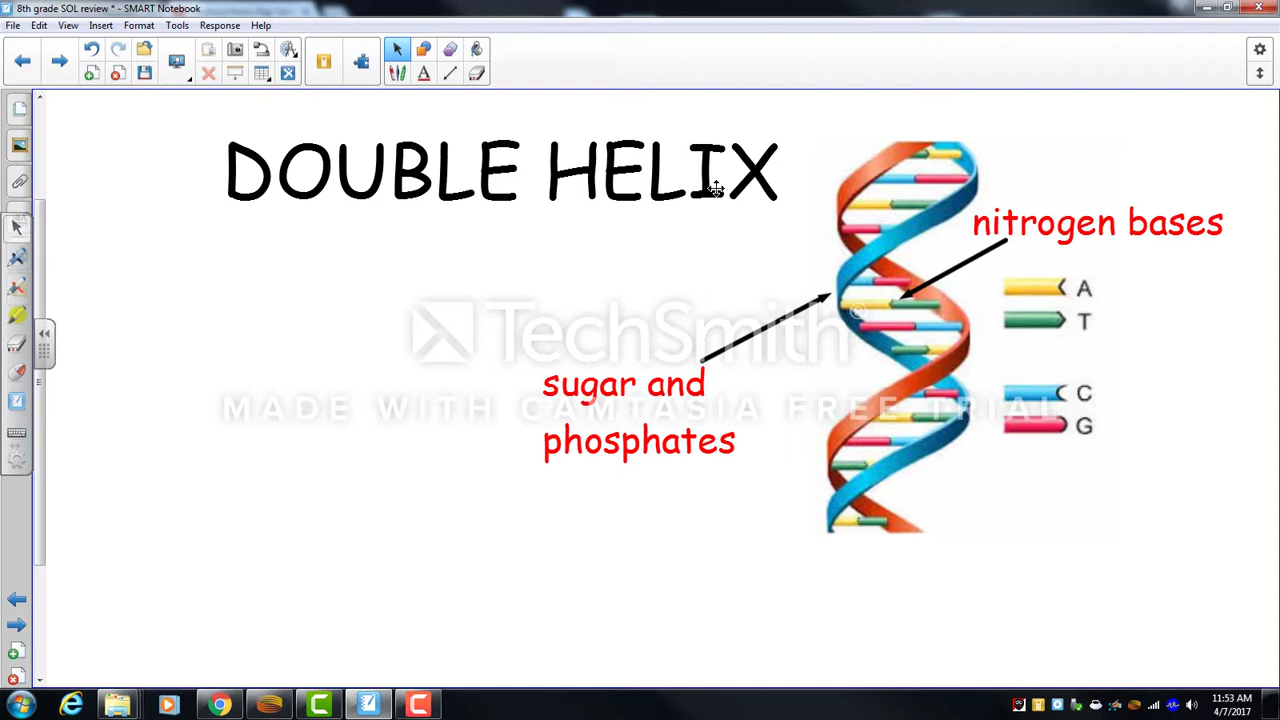 8th grade SOL review * - SMART Notebook
File Edit View Insert Format Tools Response Help
DOUBLE HELIX
nitrogen bases
A
T
TechSmith®
sugar and
C
MADE WITH CAMTASIA FREE TRIAL
G
phosphates
11:53 AM
4/7/2017